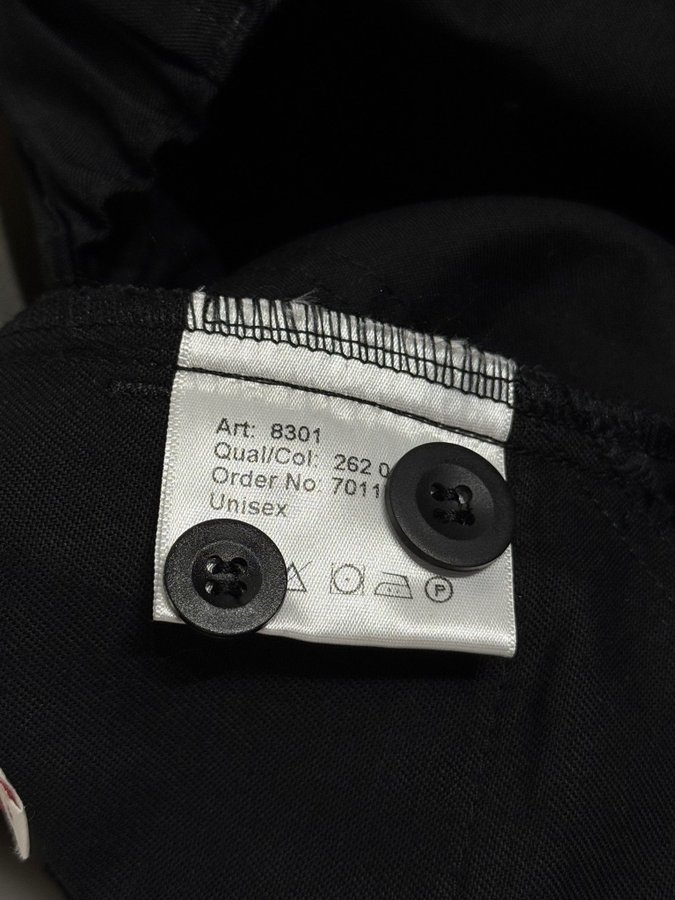 Art: 8301
Qual/Col: 262 0
Order No: 7011
Unisex
P